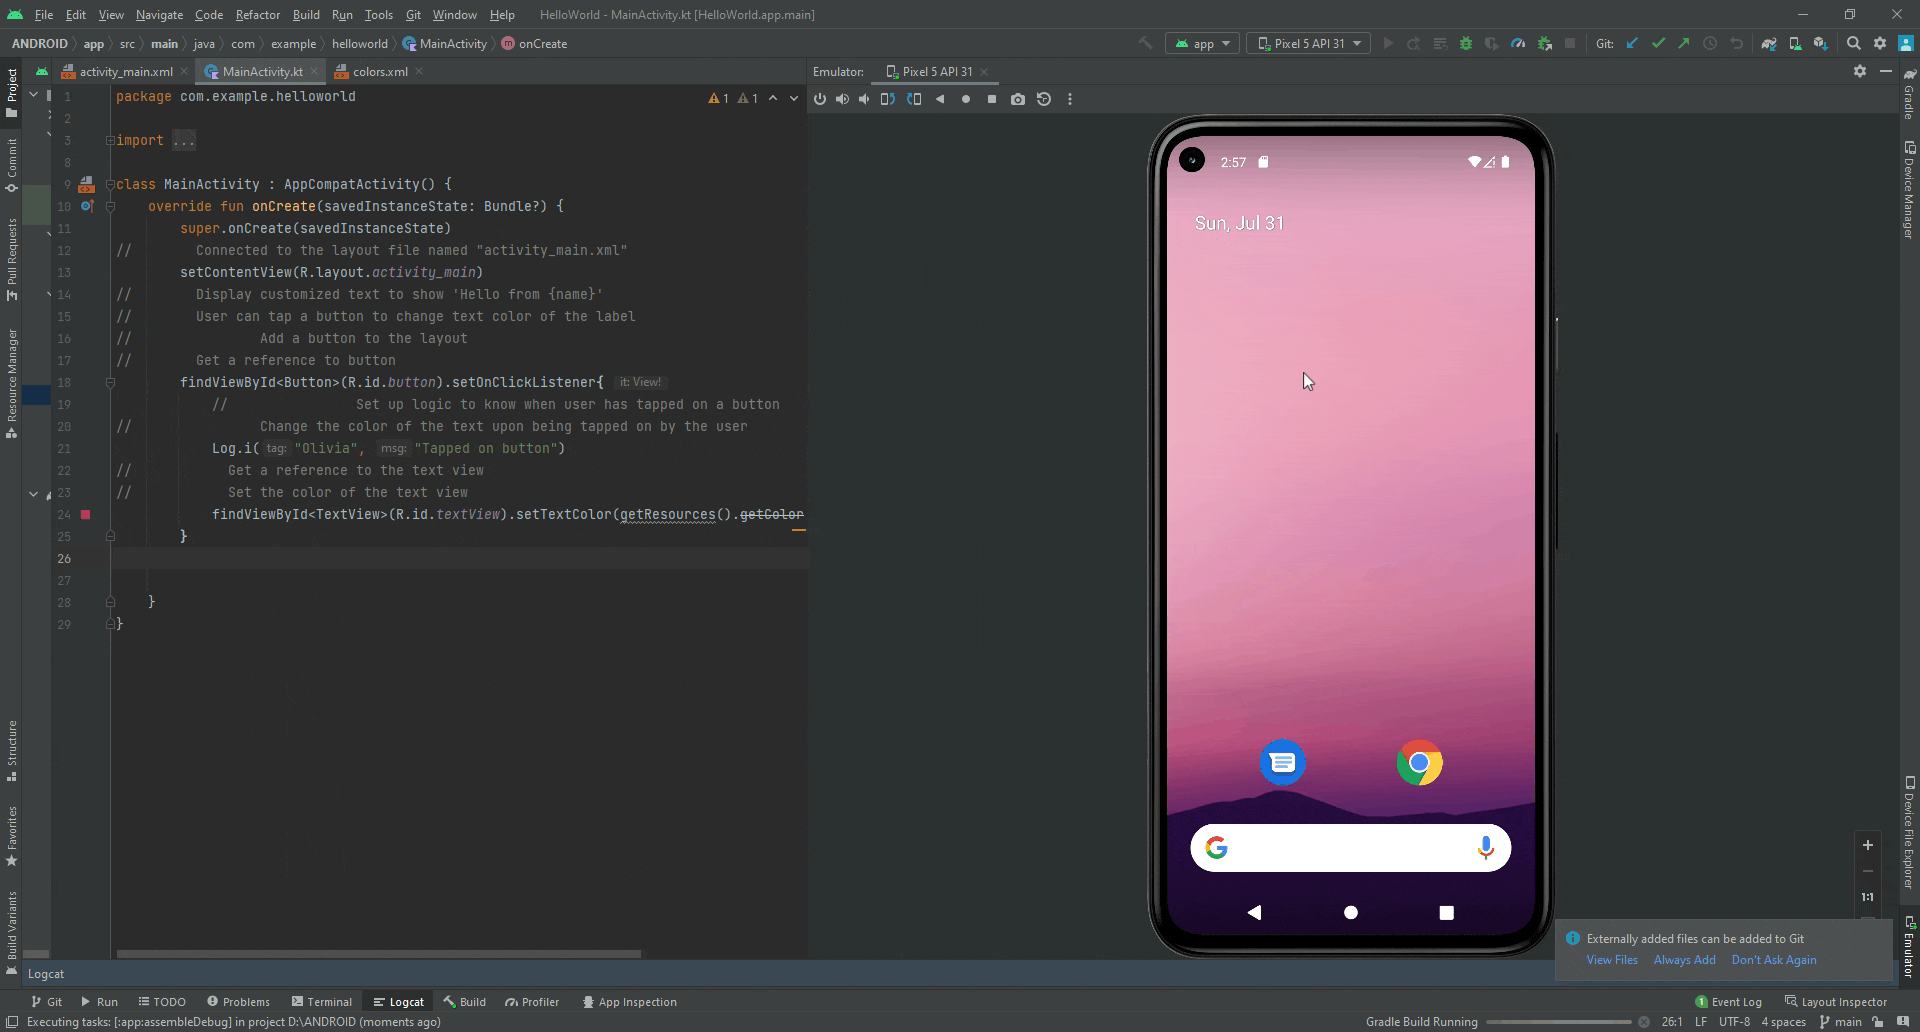 File Edit View Navigate Code Refactor Build Run Tools Git Window Help HelloWorld - MainActivity.kt [HelloWorld.app.main]
ANDROID app src main java com example helloworld MainActivity onCreate
app Pixel 5 API 31 Git:
activity_main.xml MainActivity.kt colors.xml
Emulator: Pixel 5 API 31
Project
Commit
Pull Requests
Resource Manager
Structure
Favorites
Build Variants
1 package com.example.helloworld
1 1
2
3 import ...
8
9 class MainActivity : AppCompatActivity() {
10 override fun onCreate(savedInstanceState: Bundle?) {
11 super.onCreate(savedInstanceState)
12 // Connected to the layout file named "activity_main.xml"
13 setContentView(R.layout.activity_main)
14 // Display customized text to show 'Hello from {name}'
15 // User can tap a button to change text color of the label
16 // Add a button to the layout
17 // Get a reference to button
18 findViewById<Button>(R.id.button).setOnClickListener{ it: View!
19 // Set up logic to know when user has tapped on a button
20 // Change the color of the text upon being tapped on by the user
21 Log.i( tag: "Olivia", msg: "Tapped on button")
22 // Get a reference to the text view
23 // Set the color of the text view
24 findViewById<TextView>(R.id.textView).setTextColor(getResources().getColor
25 }
26
27
28 }
29 }
2:57
Sun, Jul 31
Gradle
Device Manager
Device File Explorer
Emulator
1:1
Externally added files can be added to Git
View Files Always Add Don't Ask Again
Logcat
Git Run TODO Problems Terminal Logcat Build Profiler App Inspection
1 Event Log Layout Inspector
Executing tasks: [:app:assembleDebug] in project D:\ANDROID (moments ago)
Gradle Build Running 26:1 LF UTF-8 4 spaces main